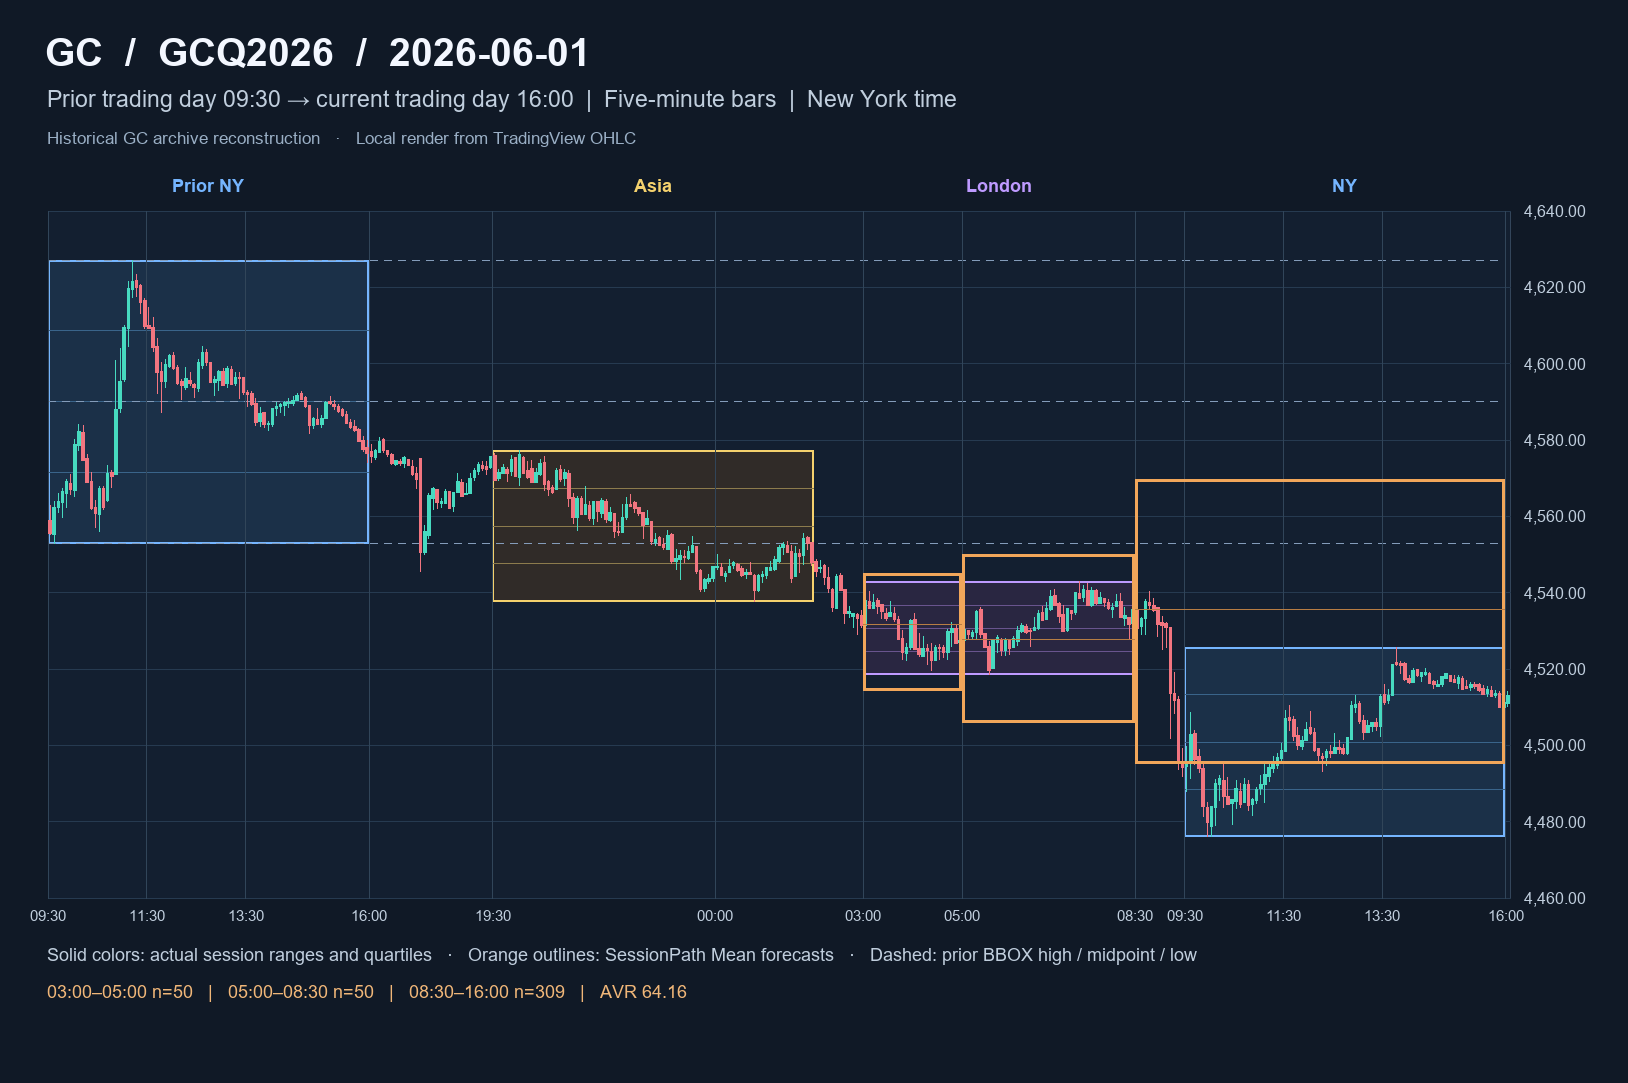 GC / GCQ2026 / 2026-06-01
Prior trading day 09:30 → current trading day 16:00 | Five-minute bars | New York time
Historical GC archive reconstruction · Local render from TradingView OHLC
Prior NY Asia London NY
4,640.00
4,620.00
4,600.00
4,580.00
4,560.00
4,540.00
4,520.00
4,500.00
4,480.00
4,460.00
09:30 11:30 13:30 16:00 19:30 00:00 03:00 05:00 08:30 09:30 11:30 13:30 16:00
Solid colors: actual session ranges and quartiles · Orange outlines: SessionPath Mean forecasts · Dashed: prior BBOX high / midpoint / low
03:00–05:00 n=50 | 05:00–08:30 n=50 | 08:30–16:00 n=309 | AVR 64.16